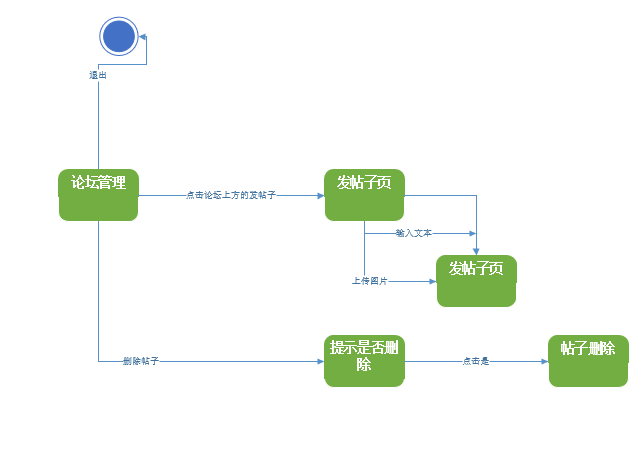 退出
论坛管理
点击论坛上方的发帖子
发帖子页
输入文本
上传图片
发帖子页
删除帖子
提示是否删
除
点击是
帖子删除